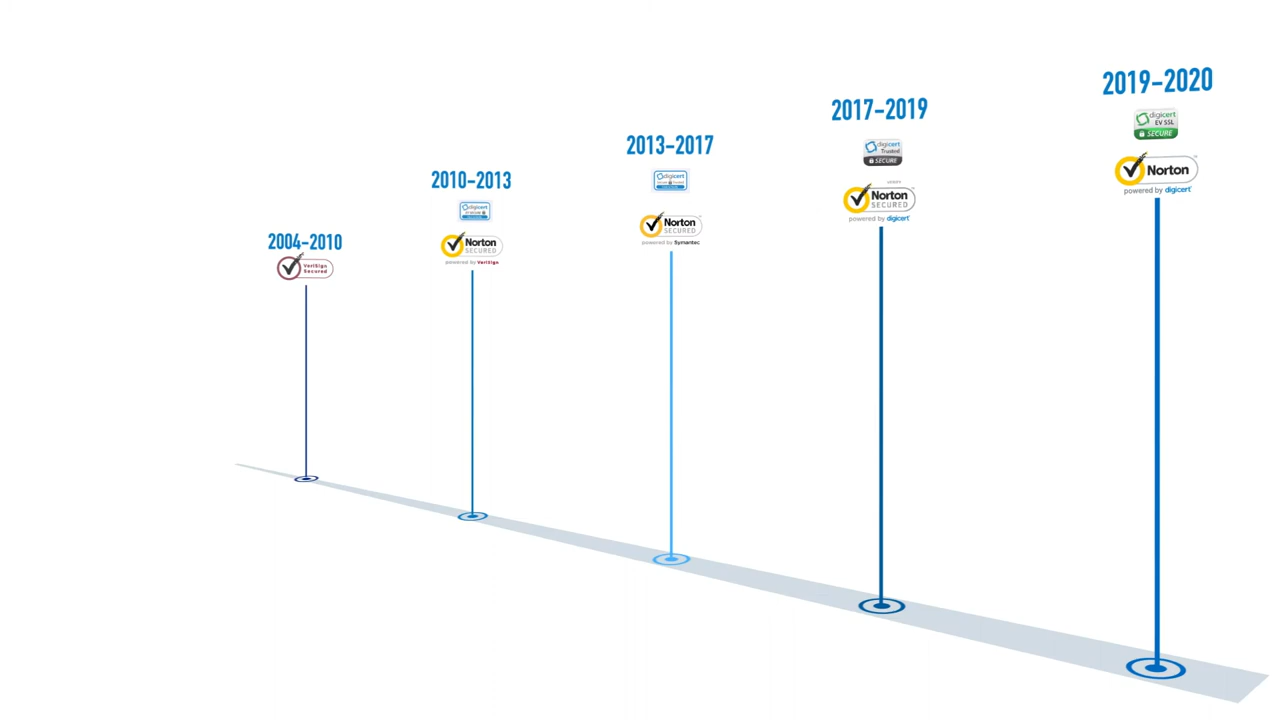 2004–2010
VeriSign
Secured
2010–2013
digicert
Norton
SECURED
powered by VeriSign
2013–2017
digicert
Norton
SECURED
powered by Symantec
2017–2019
digicert
Trusted
SECURE
Norton
SECURED
powered by digicert
2019–2020
digicert
EV SSL
SECURE
Norton
powered by digicert